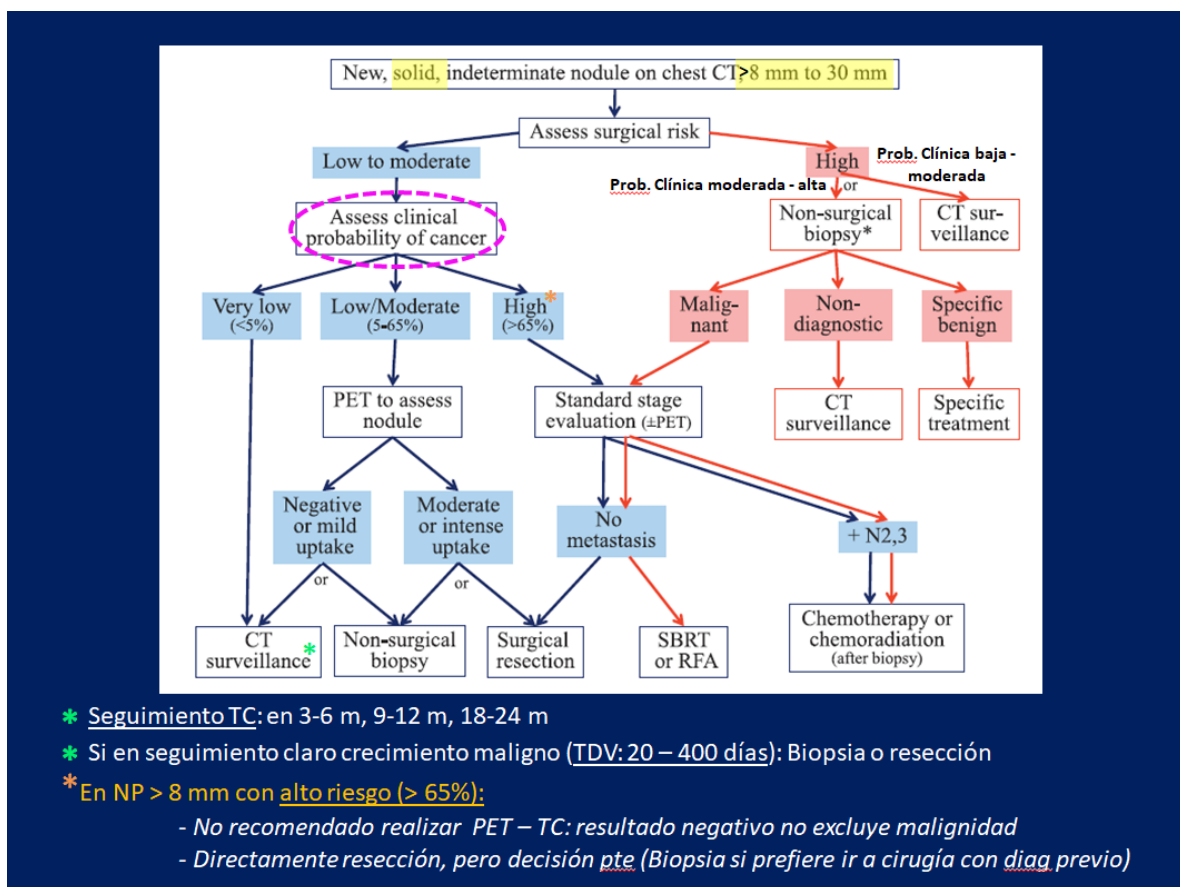 New, solid, indeterminate nodule on chest CT,>8 mm to 30 mm
Assess surgical risk
Low to moderate
High
Prob. Clínica baja -
moderada
Prob. Clínica moderada - alta
or
Assess clinical
probability of cancer
Non-surgical
biopsy*
CT sur-
veillance
Very low
(<5%)
Low/Moderate
(5-65%)
High*
(>65%)
Malig-
nant
Non-
diagnostic
Specific
benign
PET to assess
nodule
Standard stage
evaluation (±PET)
CT
surveillance
Specific
treatment
Negative
or mild
uptake
Moderate
or intense
uptake
No
metastasis
+ N2,3
or
or
CT
surveillance*
Non-surgical
biopsy
Surgical
resection
SBRT
or RFA
Chemotherapy or
chemoradiation
(after biopsy)
* Seguimiento TC: en 3-6 m, 9-12 m, 18-24 m
* Si en seguimiento claro crecimiento maligno (TDV: 20 – 400 días): Biopsia o resección
* En NP > 8 mm con alto riesgo (> 65%):
- No recomendado realizar PET – TC: resultado negativo no excluye malignidad
- Directamente resección, pero decisión pte (Biopsia si prefiere ir a cirugía con diag previo)